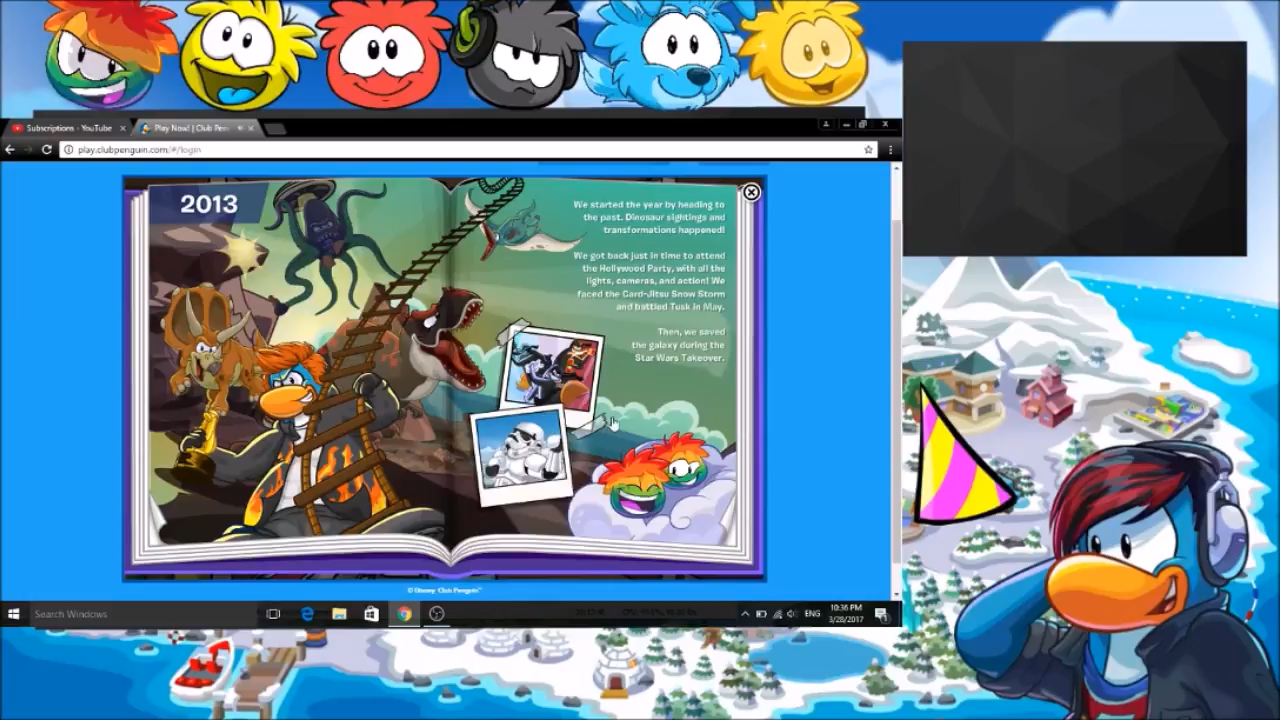 Subscriptions - YouTube
Play Now! | Club Pen
play.clubpenguin.com/#/login
2013
We started the year by heading to
the past. Dinosaur sightings and
transformations happened!
We got back just in time to attend
the Hollywood Party, with all the
lights, cameras, and action! We
faced the Card-Jitsu Snow Storm
and battled Tusk in May.
Then, we saved
the galaxy during the
Star Wars Takeover.
© Disney Club Penguin™
Search Windows
ENG
10:36 PM
3/28/2017